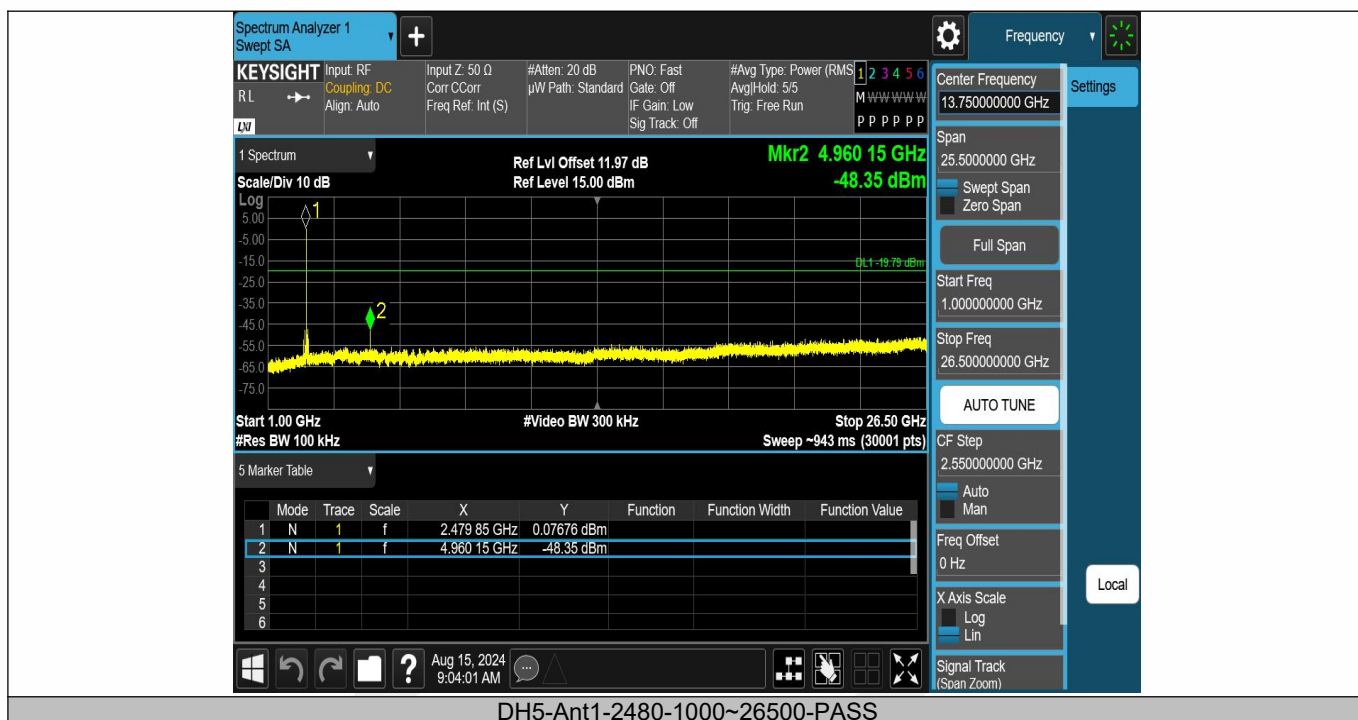 Spectrum Analyzer 1
Swept SA
Frequency
KEYSIGHT
RL
LXI
Input: RF
Coupling: DC
Align: Auto
Input Z: 50 Ω
Corr CCorr
Freq Ref: Int (S)
#Atten: 20 dB
µW Path: Standard
PNO: Fast
Gate: Off
IF Gain: Low
Sig Track: Off
#Avg Type: Power (RMS
Avg|Hold: 5/5
Trig: Free Run
1 2 3 4 5 6
M W W W W W
P P P P P P
1 Spectrum
Scale/Div 10 dB
Ref Lvl Offset 11.97 dB
Ref Level 15.00 dBm
Mkr2 4.960 15 GHz
-48.35 dBm
Log
5.00
-5.00
-15.0
-25.0
-35.0
-45.0
-55.0
-65.0
-75.0
1
2
DL1 -19.79 dBm
Start 1.00 GHz
#Video BW 300 kHz
Stop 26.50 GHz
#Res BW 100 kHz
Sweep ~943 ms (30001 pts)
5 Marker Table
Mode Trace Scale X Y Function Function Width Function Value
1 N 1 f 2.479 85 GHz 0.07676 dBm
2 N 1 f 4.960 15 GHz -48.35 dBm
3
4
5
6
?
Aug 15, 2024
9:04:01 AM
Center Frequency
13.750000000 GHz
Settings
Span
25.5000000 GHz
Swept Span
Zero Span
Full Span
Start Freq
1.000000000 GHz
Stop Freq
26.500000000 GHz
AUTO TUNE
CF Step
2.550000000 GHz
Auto
Man
Freq Offset
0 Hz
Local
X Axis Scale
Log
Lin
Signal Track
(Span Zoom)
DH5-Ant1-2480-1000~26500-PASS